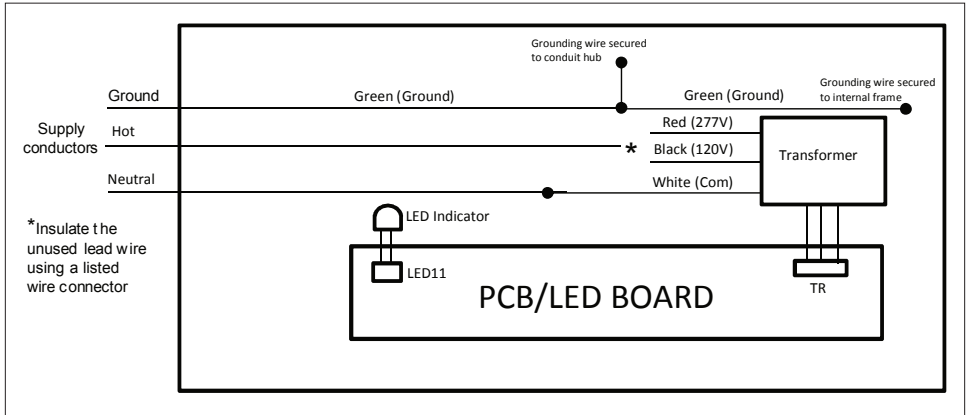 Grounding wire secured
to conduit hub
Grounding wire secured
to internal frame
Ground
Green (Ground)
Green (Ground)
Supply
conductors
Hot
Red (277V)
*
Black (120V)
Transformer
Neutral
White (Com)
*Insulate the
unused lead wire
using a listed
wire connector
LED Indicator
LED11
TR
PCB/LED BOARD